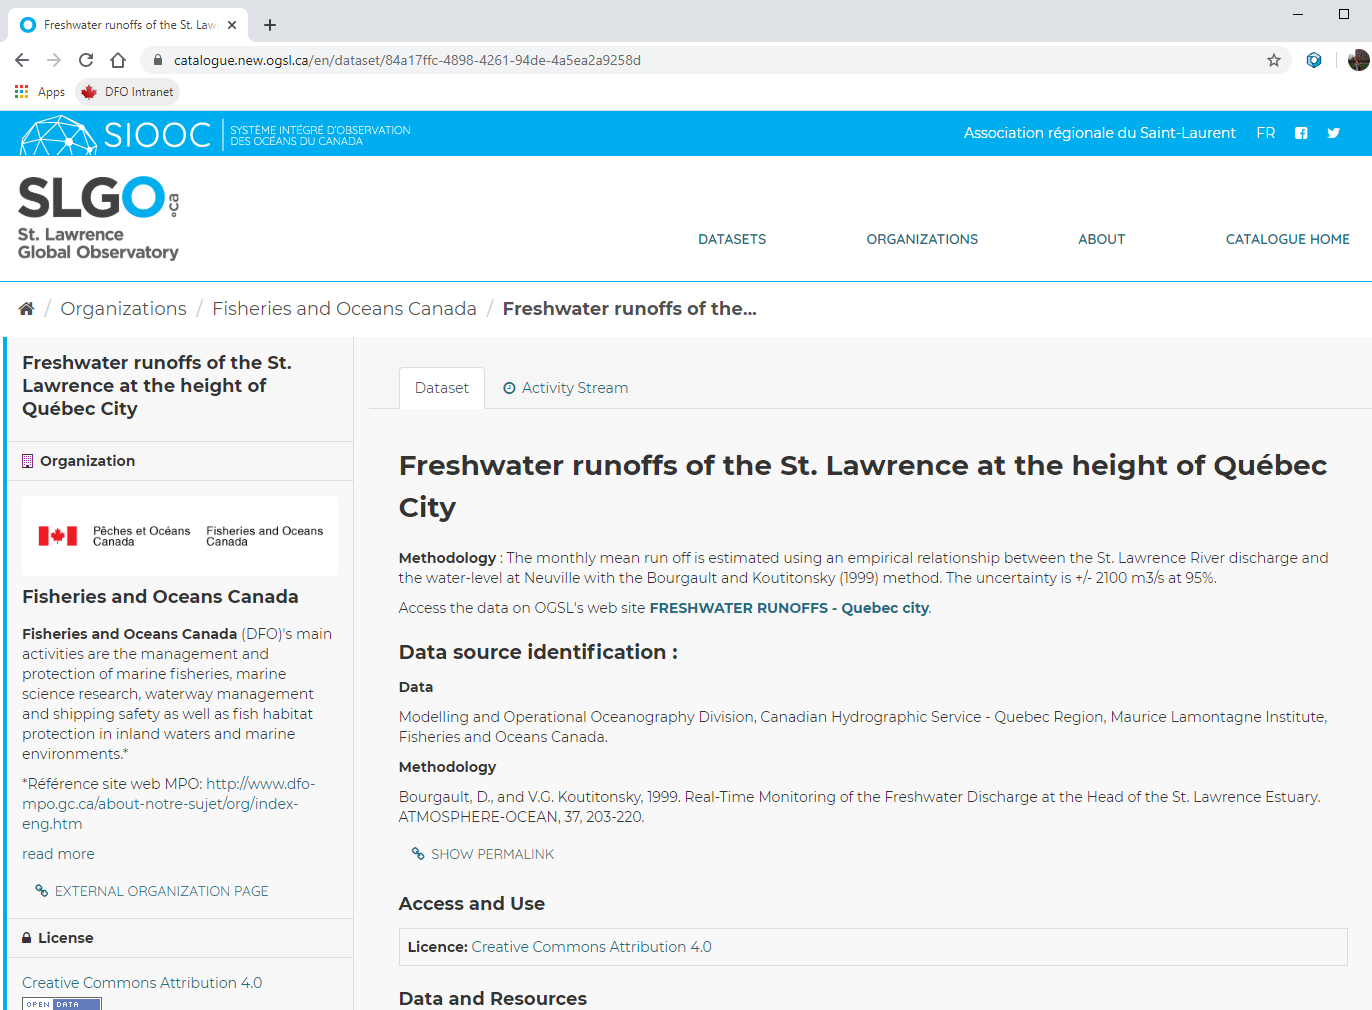 Freshwater runoffs of the St. Law
catalogue.new.ogsl.ca/en/dataset/84a17ffc-4898-4261-94de-4a5ea2a9258d
Apps
DFO Intranet
SIOOC
SYSTÈME INTÉGRÉ D'OBSERVATION
DES OCÉANS DU CANADA
Association régionale du Saint-Laurent FR
SLGO.ca
St. Lawrence
Global Observatory
DATASETS ORGANIZATIONS ABOUT CATALOGUE HOME
/ Organizations / Fisheries and Oceans Canada / Freshwater runoffs of the...
Freshwater runoffs of the St.
Lawrence at the height of
Québec City
Organization
Pêches et Océans
Canada
Fisheries and Oceans
Canada
Fisheries and Oceans Canada
Fisheries and Oceans Canada (DFO)'s main
activities are the management and
protection of marine fisheries, marine
science research, waterway management
and shipping safety as well as fish habitat
protection in inland waters and marine
environments.*
*Référence site web MPO: http://www.dfo-
mpo.gc.ca/about-notre-sujet/org/index-
eng.htm
read more
EXTERNAL ORGANIZATION PAGE
License
Creative Commons Attribution 4.0
OPEN DATA
Dataset
Activity Stream
Freshwater runoffs of the St. Lawrence at the height of Québec
City
Methodology : The monthly mean run off is estimated using an empirical relationship between the St. Lawrence River discharge and
the water-level at Neuville with the Bourgault and Koutitonsky (1999) method. The uncertainty is +/- 2100 m3/s at 95%.
Access the data on OGSL's web site FRESHWATER RUNOFFS - Quebec city.
Data source identification :
Data
Modelling and Operational Oceanography Division, Canadian Hydrographic Service - Quebec Region, Maurice Lamontagne Institute,
Fisheries and Oceans Canada.
Methodology
Bourgault, D., and V.G. Koutitonsky, 1999. Real-Time Monitoring of the Freshwater Discharge at the Head of the St. Lawrence Estuary.
ATMOSPHERE-OCEAN, 37, 203-220.
SHOW PERMALINK
Access and Use
Licence: Creative Commons Attribution 4.0
Data and Resources